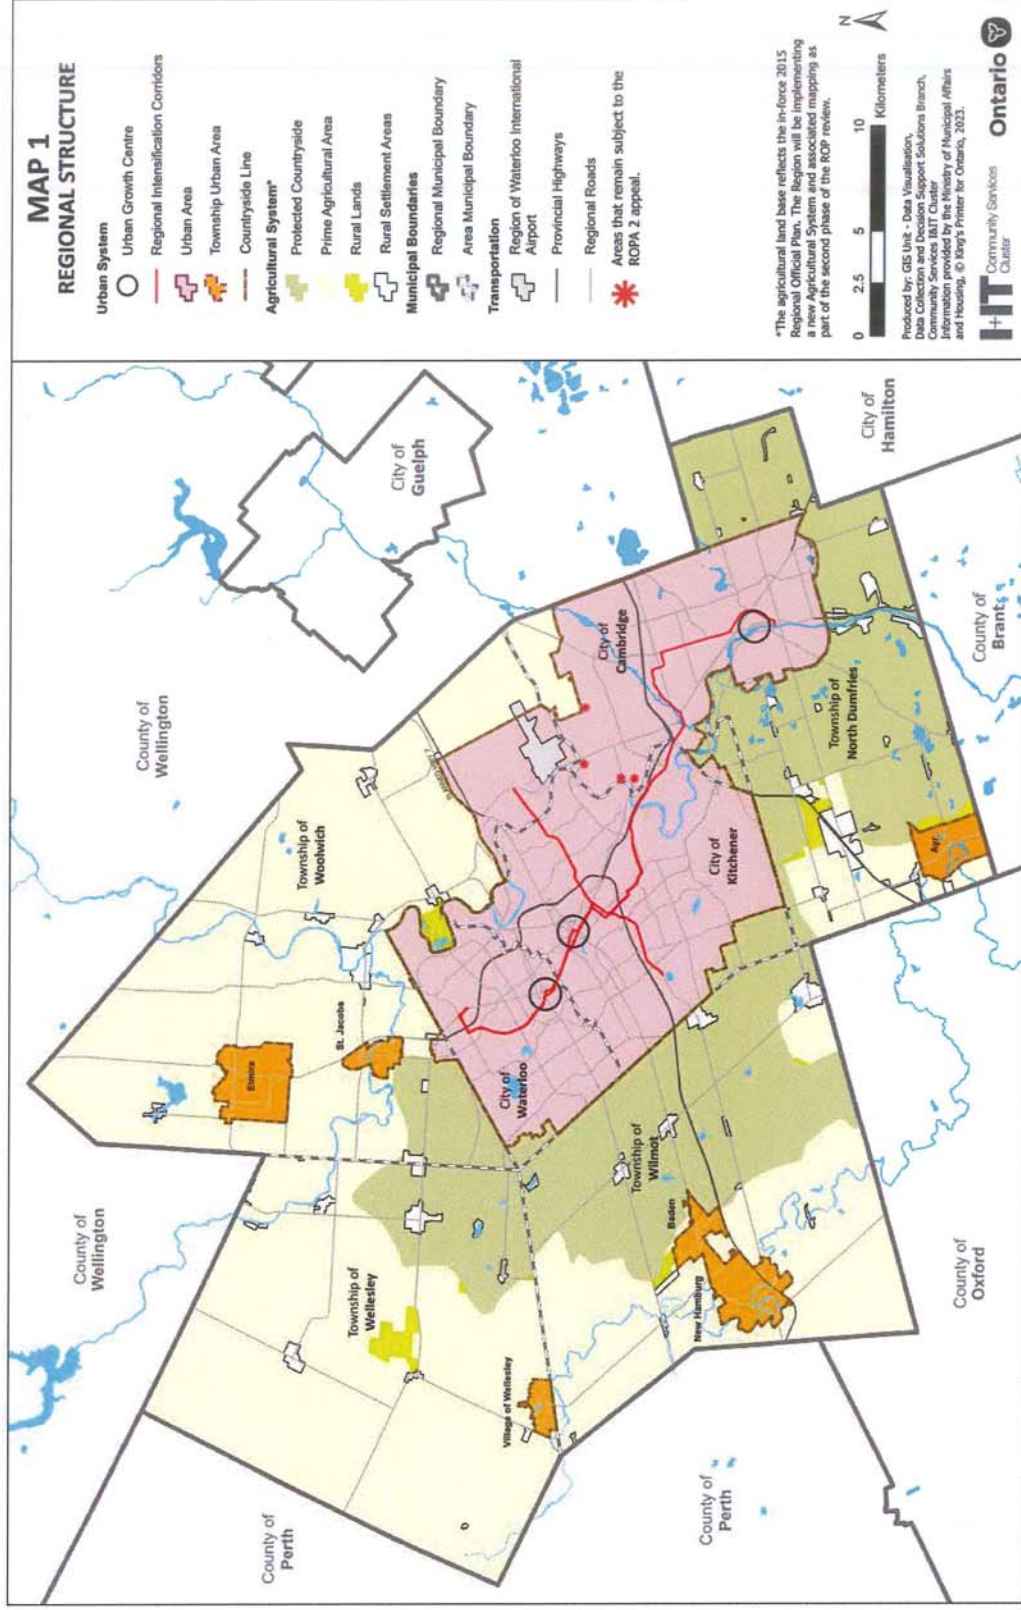 MAP 1
REGIONAL STRUCTURE
Urban System
Urban Growth Centre
Regional Intensification Corridors
Urban Area
Township Urban Area
Countryside Line
Agricultural System*
Protected Countryside
Prime Agricultural Area
Rural Lands
Rural Settlement Areas
Municipal Boundaries
Regional Municipal Boundary
Area Municipal Boundary
Transportation
Region of Waterloo International
Airport
Provincial Highways
Regional Roads
Areas that remain subject to the
ROPA 2 appeal.
*The agricultural land base reflects the in-force 2015
Regional Official Plan. The Region will be implementing
a new Agricultural System and associated mapping as
part of the second phase of the ROP review.
N
0 2.5 5 10
Kilometers
Produced by: GIS Unit - Data Visualisation,
Data Collection and Decision Support Solutions Branch,
Community Services I&IT Cluster
Information provided by the Ministry of Municipal Affairs
and Housing, © King's Printer for Ontario, 2023.
I+IT
Community Services
Cluster
Ontario
County of
Perth
County of
Wellington
County of
Wellington
City of
Guelph
Township of
Wellesley
Village of Wellesley
Elmira
St. Jacobs
Township of
Woolwich
City of
Waterloo
Township of
Wilmot
Baden
New Hamburg
City of
Kitchener
City of
Cambridge
Township of
North Dumfries
Ayr
County of
Perth
County of
Oxford
County of
Brant
City of
Hamilton